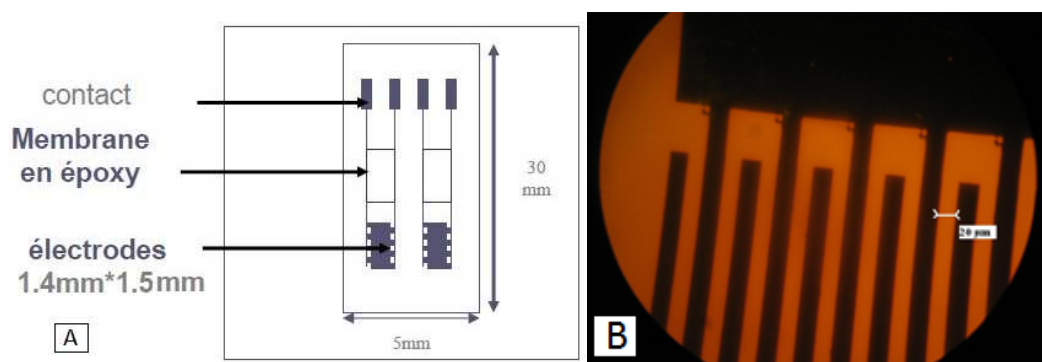 contact
Membrane
en époxy
électrodes
1.4mm*1.5mm
A
30
mm
5mm
20 µm
B